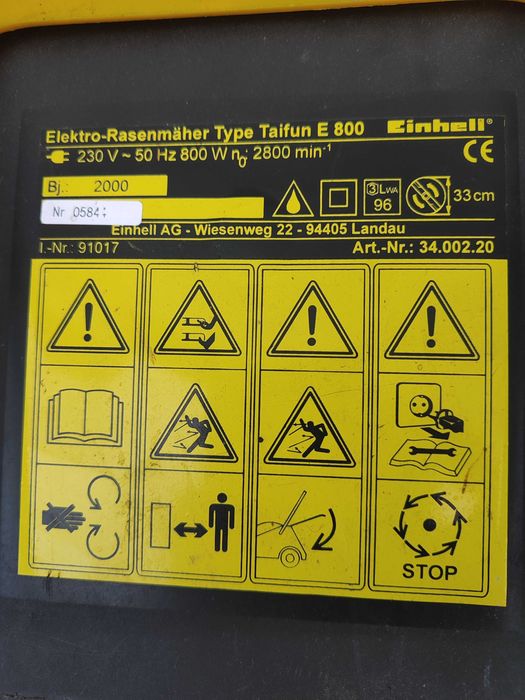 Elektro-Rasenmäher Type Taifun E 800 Einhell
230 V ~ 50 Hz 800 W n0: 2800 min-1 CE
Bj.: 2000
3 LWA 96 33cm
Nr 0584
Einhell AG - Wiesenweg 22 - 94405 Landau
I.-Nr.: 91017 Art.-Nr.: 34.002.20
STOP